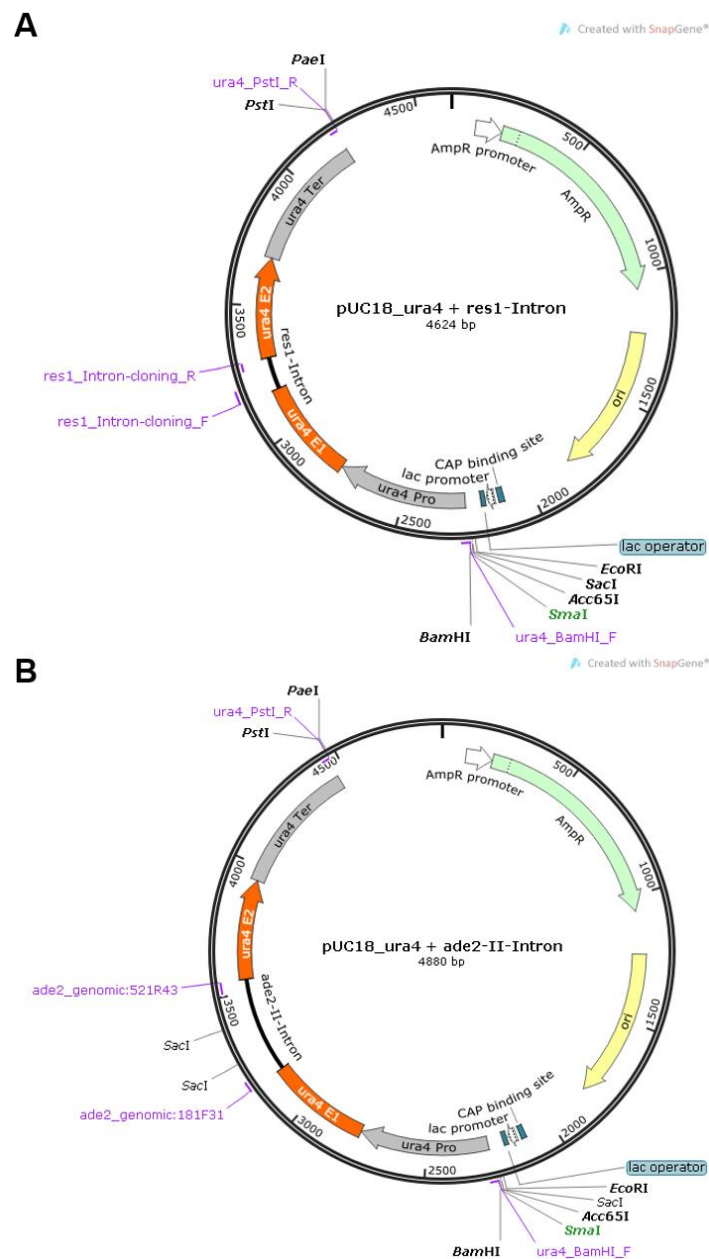 A
Created with SnapGene®
PaeI
ura4_PstI_R
PstI
4500
500
AmpR promoter
AmpR
4000
ura4 Ter
1000
ura4 E2
pUC18_ura4 + res1-Intron
4624 bp
3500
res1-Intron
res1_Intron-cloning_R
ori
1500
res1_Intron-cloning_F
ura4 E1
3000
CAP binding site
lac promoter
ura4 Pro
2000
2500
lac operator
EcoRI
SacI
Acc65I
SmaI
BamHI
ura4_BamHI_F
B
Created with SnapGene®
PaeI
ura4_PstI_R
PstI
4500
500
AmpR promoter
AmpR
ura4 Ter
4000
1000
ura4 E2
pUC18_ura4 + ade2-II-Intron
4880 bp
ade2_genomic:521R43
ade2-II-Intron
3500
ori
1500
SacI
SacI
ura4 E1
ade2_genomic:181F31
CAP binding site
3000
lac promoter
2000
ura4 Pro
2500
lac operator
EcoRI
SacI
Acc65I
SmaI
BamHI
ura4_BamHI_F